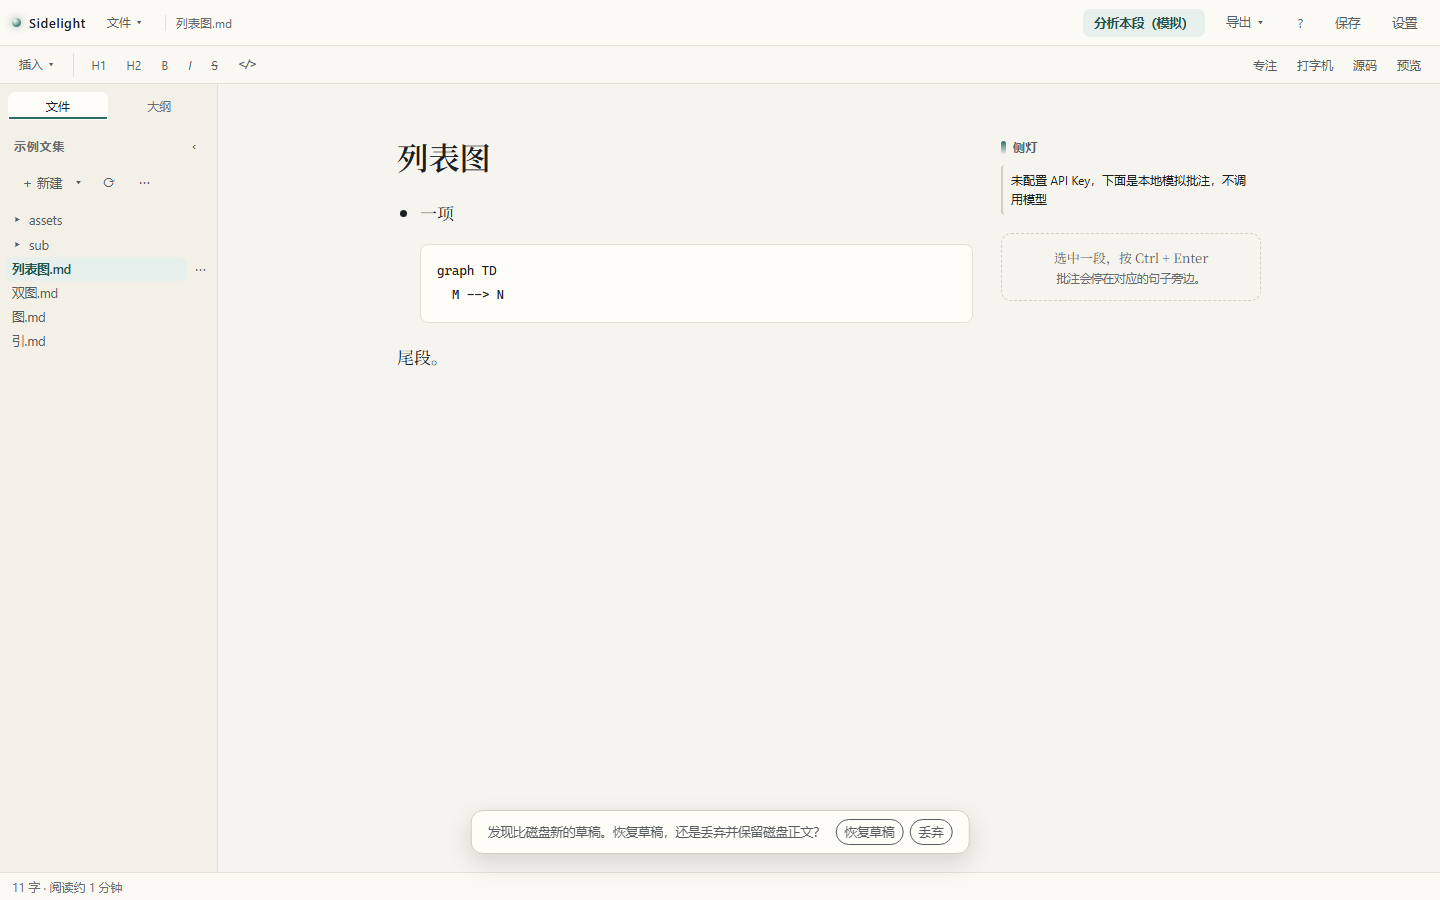 Sidelight 文件 列表图.md 分析本段（模拟） 导出 ? 保存 设置
插入 H1 H2 B I S </> 专注 打字机 源码 预览
文件 大纲
示例文集
+ 新建 ···
assets
sub
列表图.md ···
双图.md
图.md
引.md
列表图
一项
graph TD
M --> N
尾段。
侧灯
未配置 API Key，下面是本地模拟批注，不调
用模型
选中一段，按 Ctrl + Enter
批注会停在对应的句子旁边。
发现比磁盘新的草稿。恢复草稿，还是丢弃并保留磁盘正文？ 恢复草稿 丢弃
11 字 · 阅读约 1 分钟